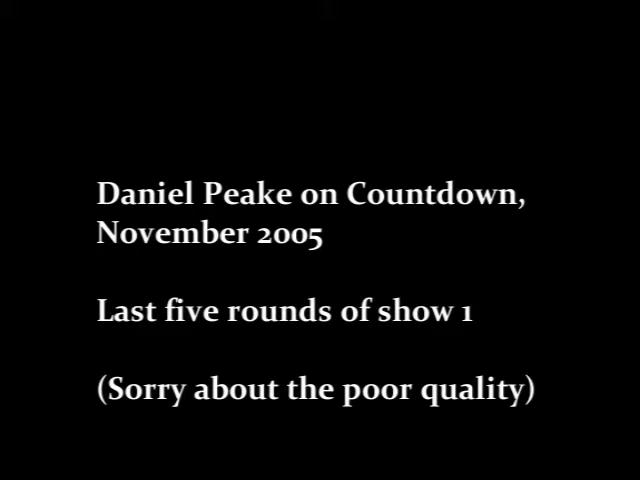 Daniel Peake on Countdown,
November 2005
Last five rounds of show 1
(Sorry about the poor quality)